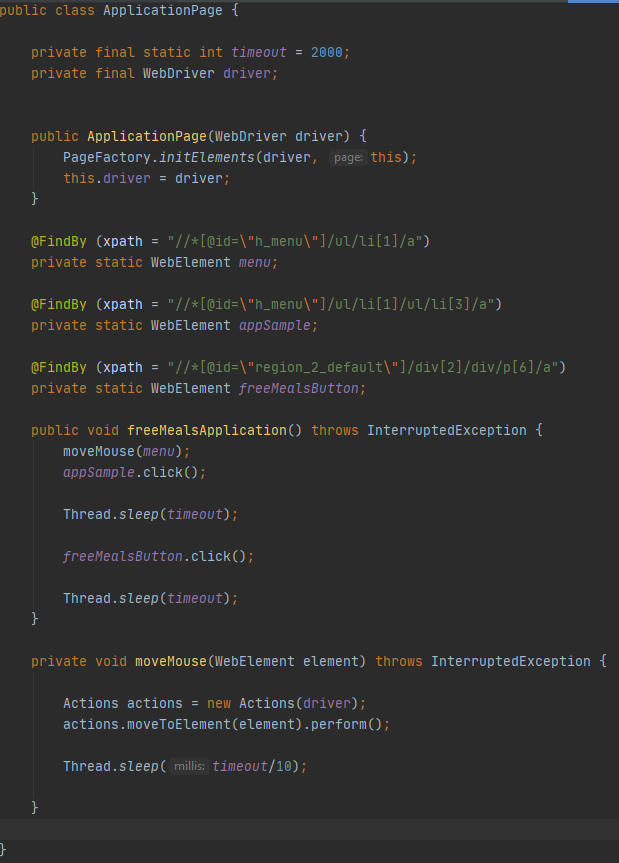 public class ApplicationPage {
private final static int timeout = 2000;
private final WebDriver driver;
public ApplicationPage(WebDriver driver) {
PageFactory.initElements(driver, page: this);
this.driver = driver;
}
@FindBy (xpath = "//*[@id=\"h_menu\"]/ul/li[1]/a")
private static WebElement menu;
@FindBy (xpath = "//*[@id=\"h_menu\"]/ul/li[1]/ul/li[3]/a")
private static WebElement appSample;
@FindBy (xpath = "//*[@id=\"region_2_default\"]/div[2]/div/p[6]/a")
private static WebElement freeMealsButton;
public void freeMealsApplication() throws InterruptedException {
moveMouse(menu);
appSample.click();
Thread.sleep(timeout);
freeMealsButton.click();
Thread.sleep(timeout);
}
private void moveMouse(WebElement element) throws InterruptedException {
Actions actions = new Actions(driver);
actions.moveToElement(element).perform();
Thread.sleep( millis: timeout/10);
}
}